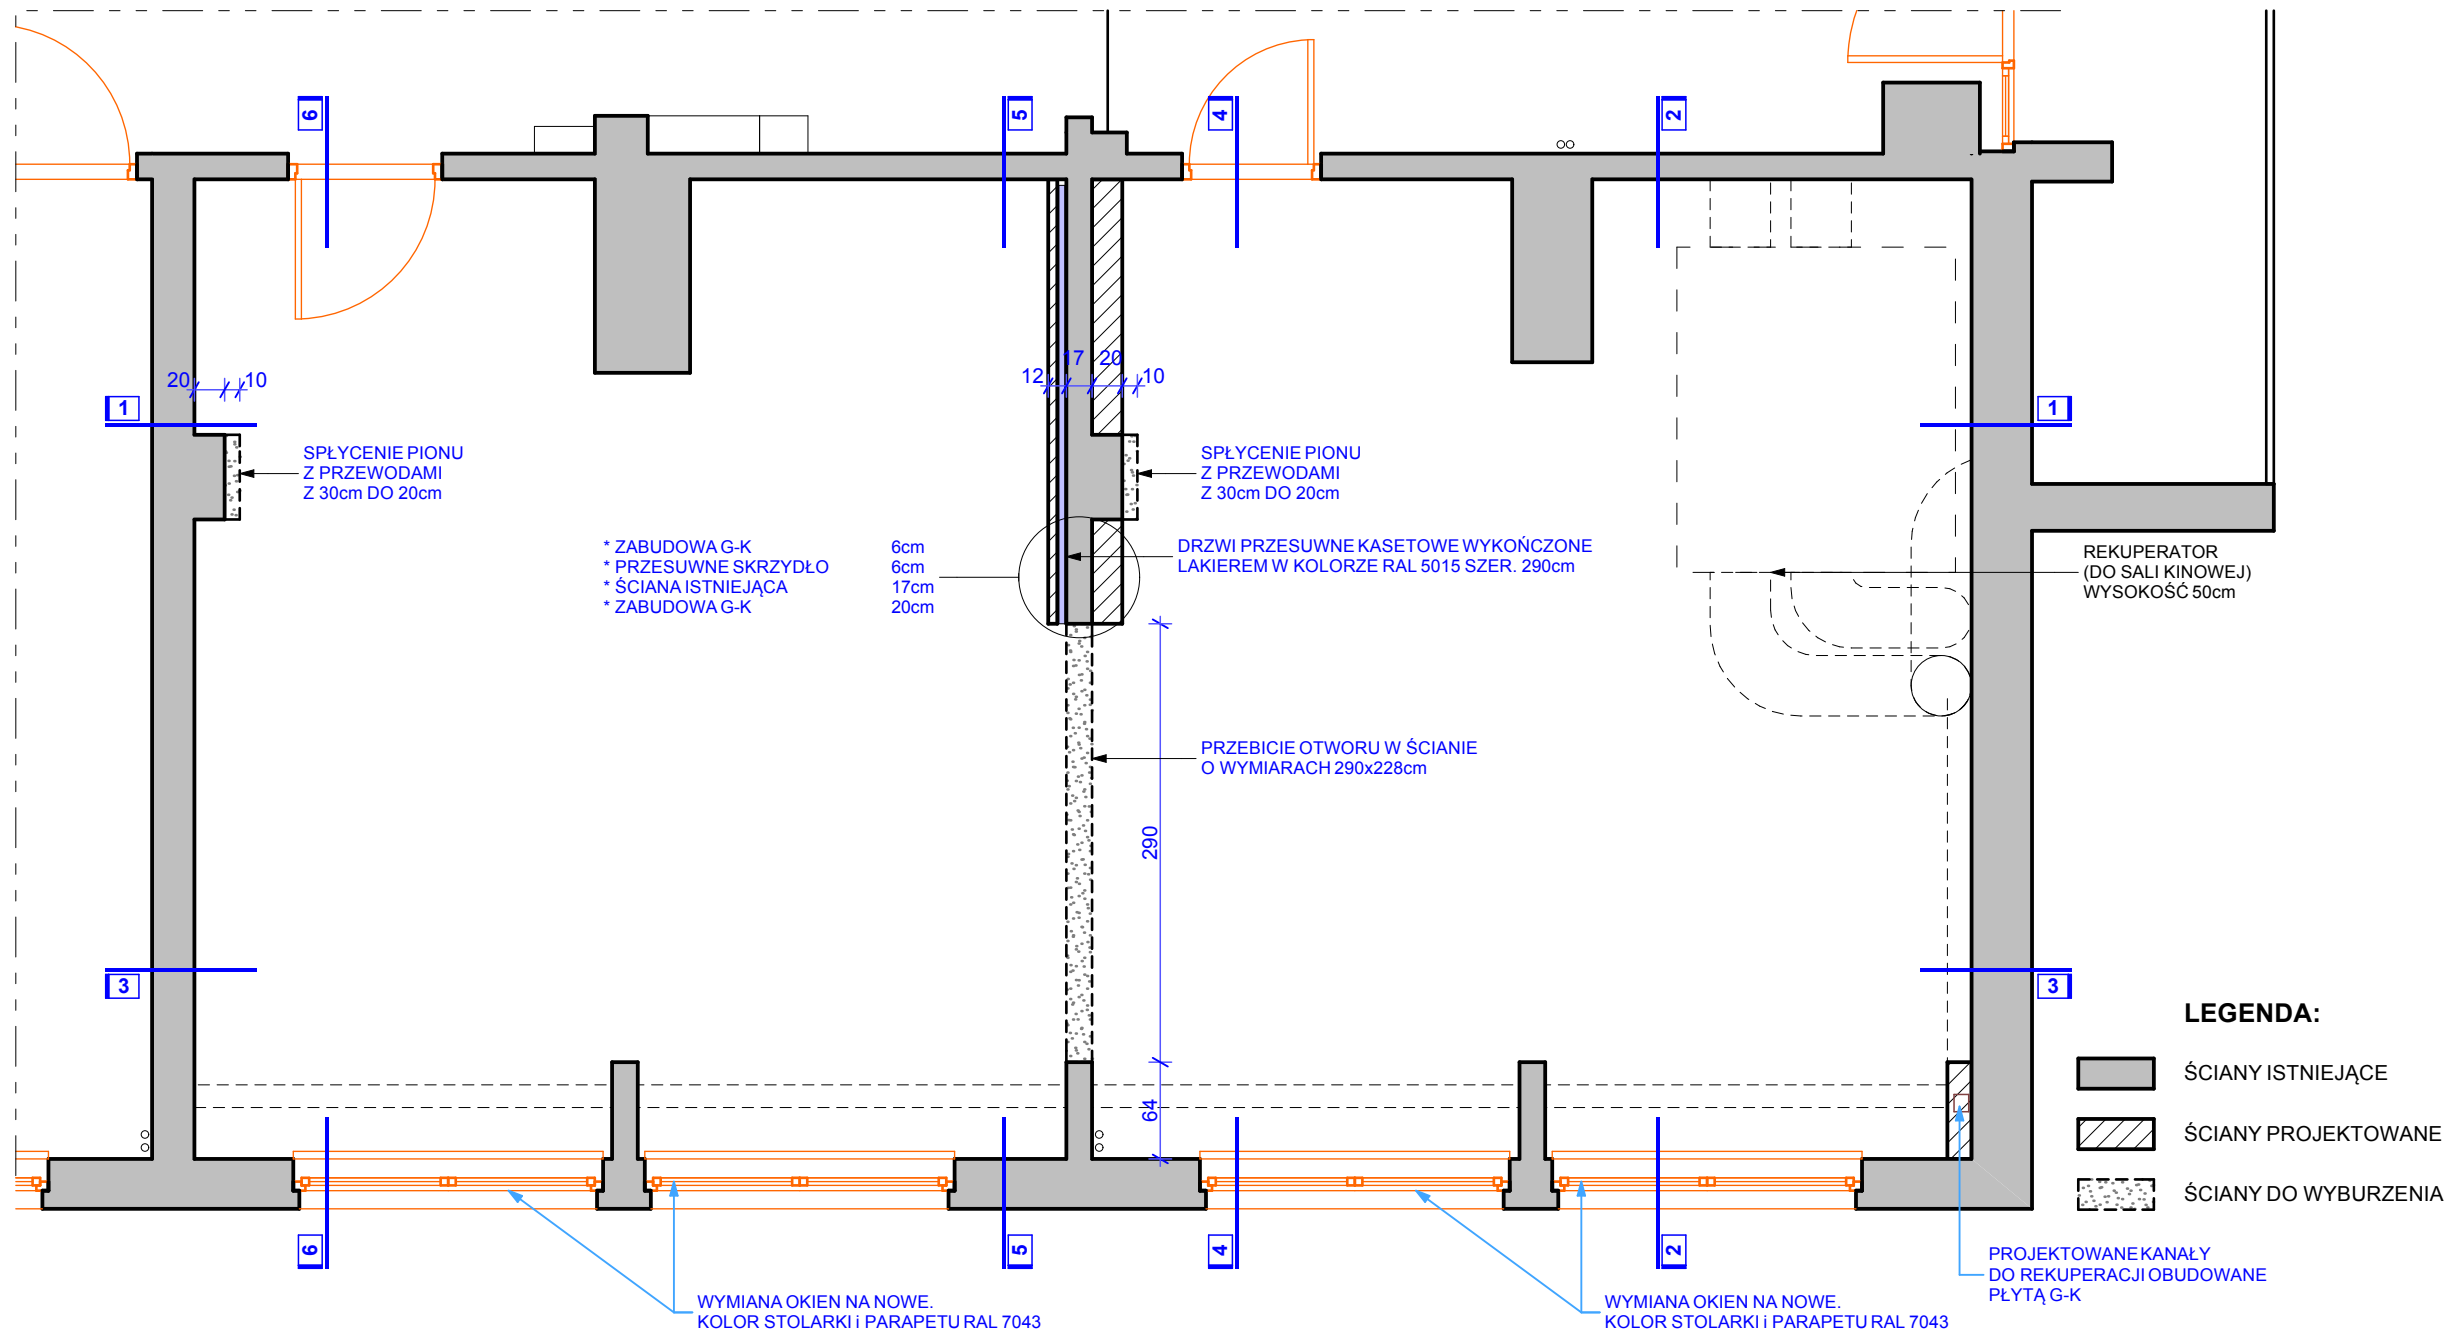 6
5
4
2
20
10
12
17
20
10
1
1
SPŁYCENIE PIONU
Z PRZEWODAMI
Z 30cm DO 20cm
SPŁYCENIE PIONU
Z PRZEWODAMI
Z 30cm DO 20cm
* ZABUDOWA G-K 6cm
* PRZESUWNE SKRZYDŁO 6cm
* ŚCIANA ISTNIEJĄCA 17cm
* ZABUDOWA G-K 20cm
DRZWI PRZESUWNE KASETOWE WYKOŃCZONE
LAKIEREM W KOLORZE RAL 5015 SZER. 290cm
REKUPERATOR
(DO SALI KINOWEJ)
WYSOKOŚĆ 50cm
PRZEBICIE OTWORU W ŚCIANIE
O WYMIARACH 290x228cm
290
3
3
LEGENDA:
ŚCIANY ISTNIEJĄCE
64
ŚCIANY PROJEKTOWANE
ŚCIANY DO WYBURZENIA
6
5
4
2
PROJEKTOWANE KANAŁY
DO REKUPERACJI OBUDOWANE
PŁYTĄ G-K
WYMIANA OKIEN NA NOWE.
KOLOR STOLARKI i PARAPETU RAL 7043
WYMIANA OKIEN NA NOWE.
KOLOR STOLARKI i PARAPETU RAL 7043